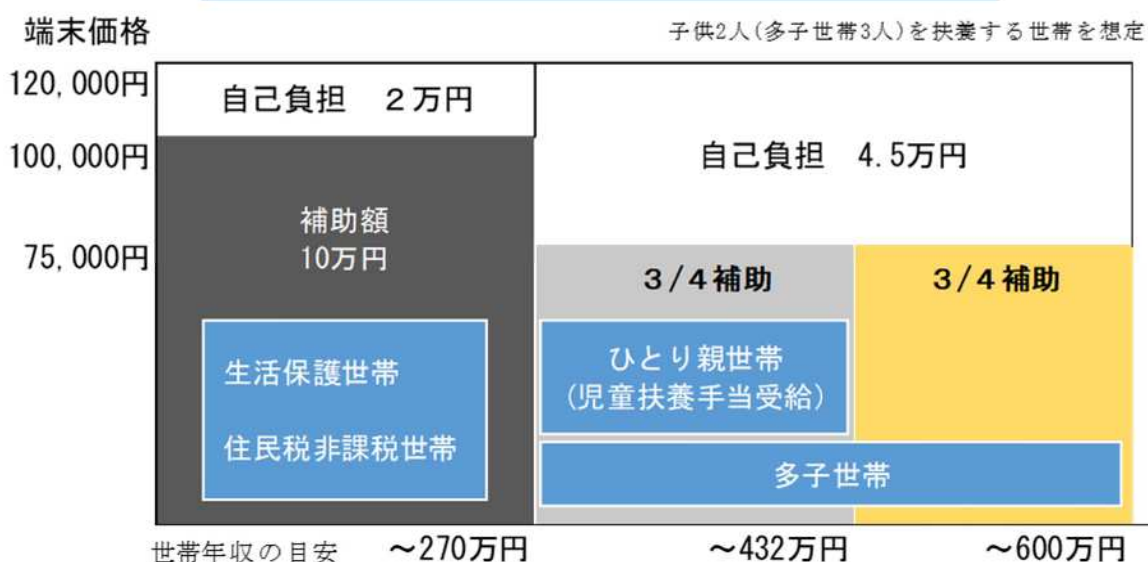 端末価格
子供2人(多子世帯3人)を扶養する世帯を想定
120,000円
自己負担 2万円
100,000円
自己負担 4.5万円
補助額
10万円
75,000円
3/4補助
3/4補助
生活保護世帯
住民税非課税世帯
ひとり親世帯
(児童扶養手当受給)
多子世帯
世帯年収の目安 ~270万円 ~432万円 ~600万円